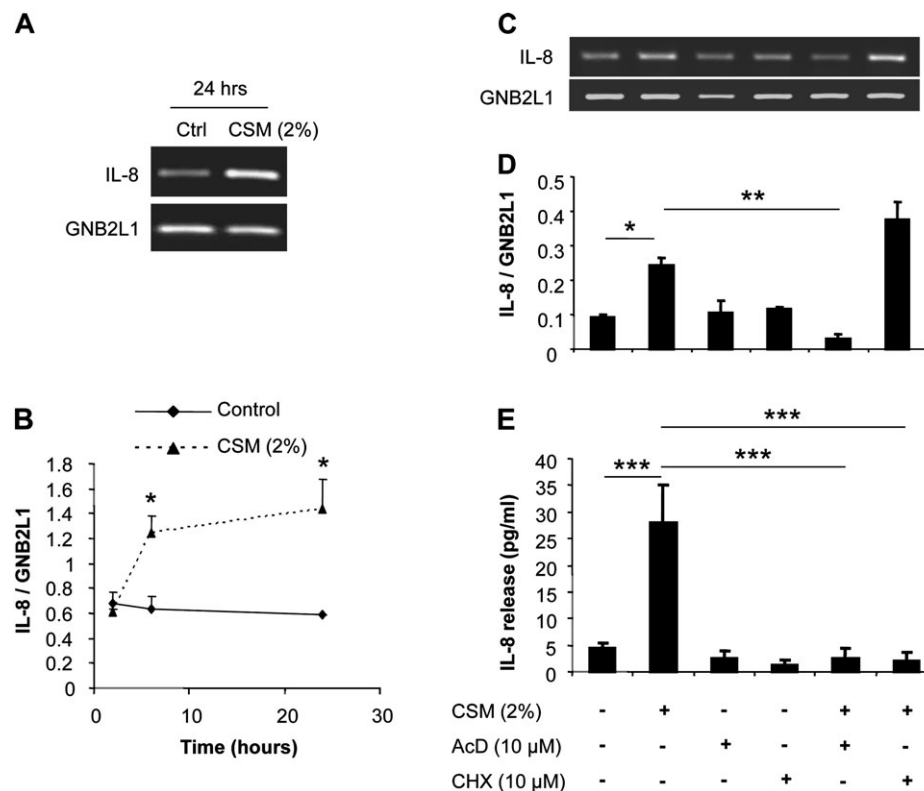 A
24 hrs
Ctrl CSM (2%)
IL-8
GNB2L1
B
Control
CSM (2%)
IL-8 / GNB2L1
1.8
1.6
1.4
1.2
1
0.8
0.6
0.4
0.2
0
* *
0 10 20 30
Time (hours)
C
IL-8
GNB2L1
D
IL-8 / GNB2L1
0.5
0.4
0.3
0.2
0.1
0
* **
E
IL-8 release (pg/ml)
40
35
30
25
20
15
10
5
0
***
*** ***
CSM (2%) - + - - + +
AcD (10 µM) - - + - + -
CHX (10 µM) - - - + - +